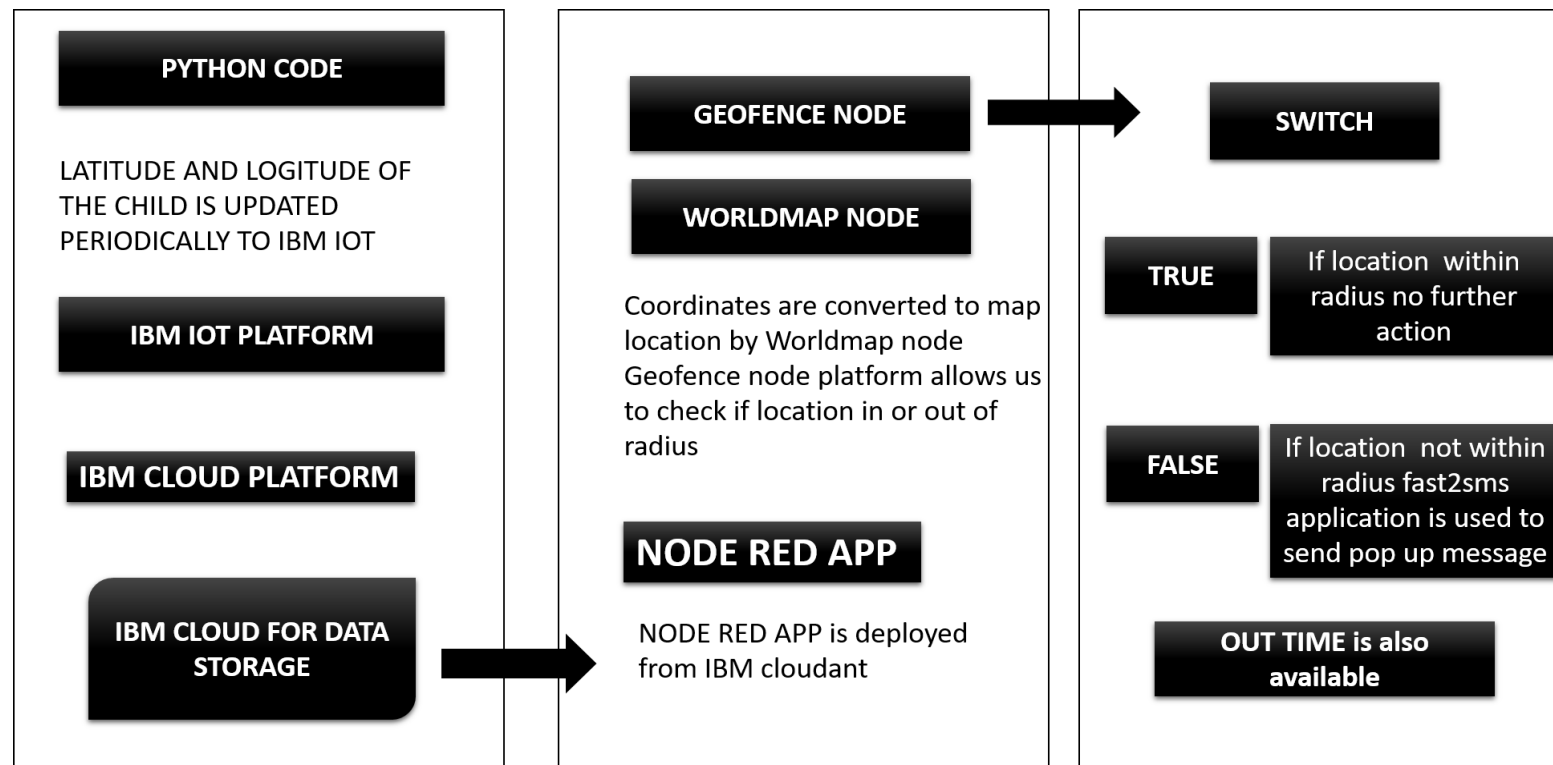 PYTHON CODE
LATITUDE AND LOGITUDE OF
THE CHILD IS UPDATED
PERIODICALLY TO IBM IOT
IBM IOT PLATFORM
IBM CLOUD PLATFORM
IBM CLOUD FOR DATA
STORAGE
GEOFENCE NODE
WORLDMAP NODE
Coordinates are converted to map
location by Worldmap node
Geofence node platform allows us
to check if location in or out of
radius
NODE RED APP
NODE RED APP is deployed
from IBM cloudant
SWITCH
TRUE
If location within
radius no further
action
FALSE
If location not within
radius fast2sms
application is used to
send pop up message
OUT TIME is also
available